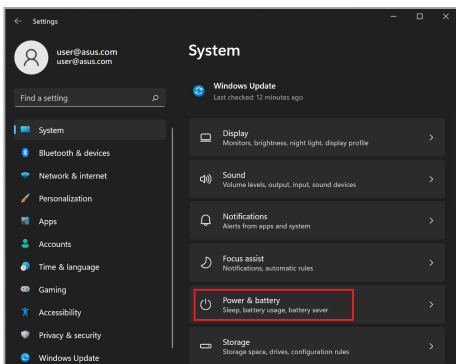 Settings
user@asus.com
user@asus.com
Find a setting
System
Bluetooth & devices
Network & internet
Personalization
Apps
Accounts
Time & language
Gaming
Accessibility
Privacy & security
Windows Update
System
Windows Update
Last checked: 12 minutes ago
Display
Monitors, brightness, night light, display profile
Sound
Volume levels, output, input, sound devices
Notifications
Alerts from apps and system
Focus assist
Notifications, automatic rules
Power & battery
Sleep, battery usage, battery saver
Storage
Storage space, drives, configuration rules